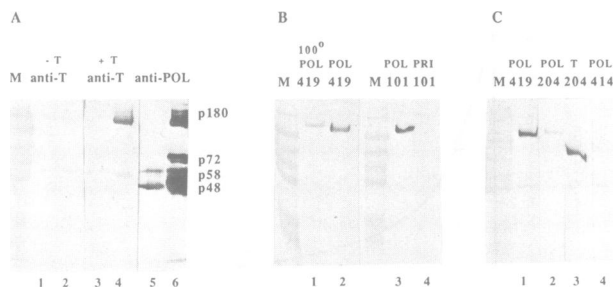 A B C
- T + T
M anti-T anti-T anti-POL
100°
POL POL POL PRI
M 419 419 M 101 101
POL POL T POL
M 419 204 204 414
p180
p72
p58
p48
1 2 3 4 5 6
1 2 3 4
1 2 3 4